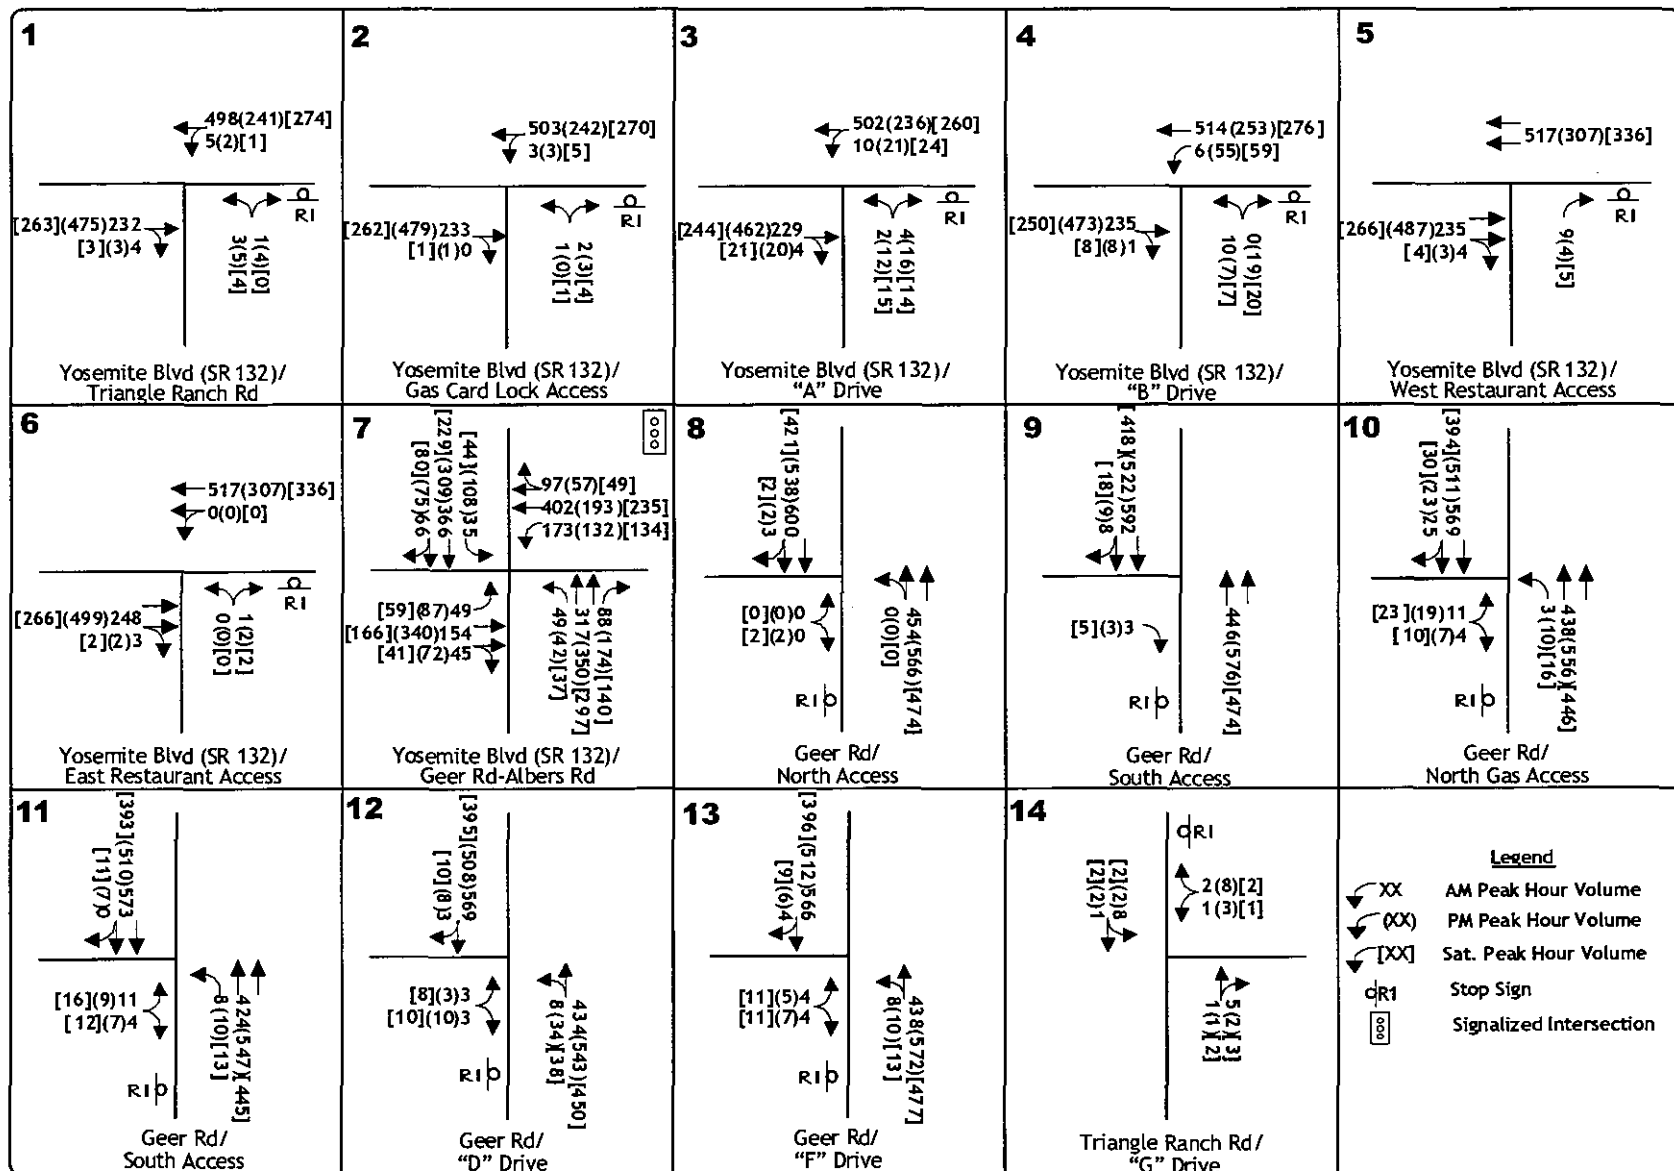 1
498(241)[274]
5(2)[1]
R1
[263](475)232
[3](3)4
1(4)[0]
3(5)[4]
Yosemite Blvd (SR 132)/
Triangle Ranch Rd
2
503(242)[270]
3(3)[5]
R1
[262](479)233
[1](1)0
2(3)[4]
1(0)[1]
Yosemite Blvd (SR 132)/
Gas Card Lock Access
3
502(236)[260]
10(21)[24]
R1
[244](462)229
[21](20)4
4(16)[14]
2(12)[15]
Yosemite Blvd (SR 132)/
"A" Drive
4
514(253)[276]
6(55)[59]
R1
[250](473)235
[8](8)1
0(19)[20]
10(7)[7]
Yosemite Blvd (SR 132)/
"B" Drive
5
517(307)[336]
R1
[266](487)235
[4](3)4
9(4)[5]
Yosemite Blvd (SR 132)/
West Restaurant Access
6
517(307)[336]
0(0)[0]
R1
[266](499)248
[2](2)3
1(2)[2]
0(0)[0]
Yosemite Blvd (SR 132)/
East Restaurant Access
7
[44](108)35
[229](309)366
[80](75)66
97(57)[49]
402(193)[235]
173(132)[134]
[59](87)49
[166](340)154
[41](72)45
88(174)[140]
317(350)[297]
49(42)[37]
Yosemite Blvd (SR 132)/
Geer Rd-Albers Rd
8
[421](538)600
[2](2)3
[0](0)0
[2](2)0
454(566)[474]
0(0)[0]
R1
Geer Rd/
North Access
9
[418](522)592
[18](9)8
[5](3)3
446(576)[474]
R1
Geer Rd/
South Access
10
[394](511)569
[30](23)25
[23](19)11
[10](7)4
438(556)[446]
3(10)[16]
R1
Geer Rd/
North Gas Access
11
[393](510)573
[11](7)0
[16](9)11
[12](7)4
424(547)[445]
8(10)[13]
R1
Geer Rd/
South Access
12
[395](508)569
[10](8)3
[8](3)3
[10](10)3
434(543)[450]
8(34)[38]
R1
Geer Rd/
"D" Drive
13
[396](512)566
[9](6)4
[11](5)4
[11](7)4
438(572)[477]
8(10)[13]
R1
Geer Rd/
"F" Drive
14
R1
[2](2)8
[2](2)1
2(8)[2]
1(3)[1]
5(2)[3]
1(1)[2]
Triangle Ranch Rd/
"G" Drive
Legend
XX AM Peak Hour Volume
(XX) PM Peak Hour Volume
[XX] Sat. Peak Hour Volume
R1 Stop Sign
Signalized Intersection